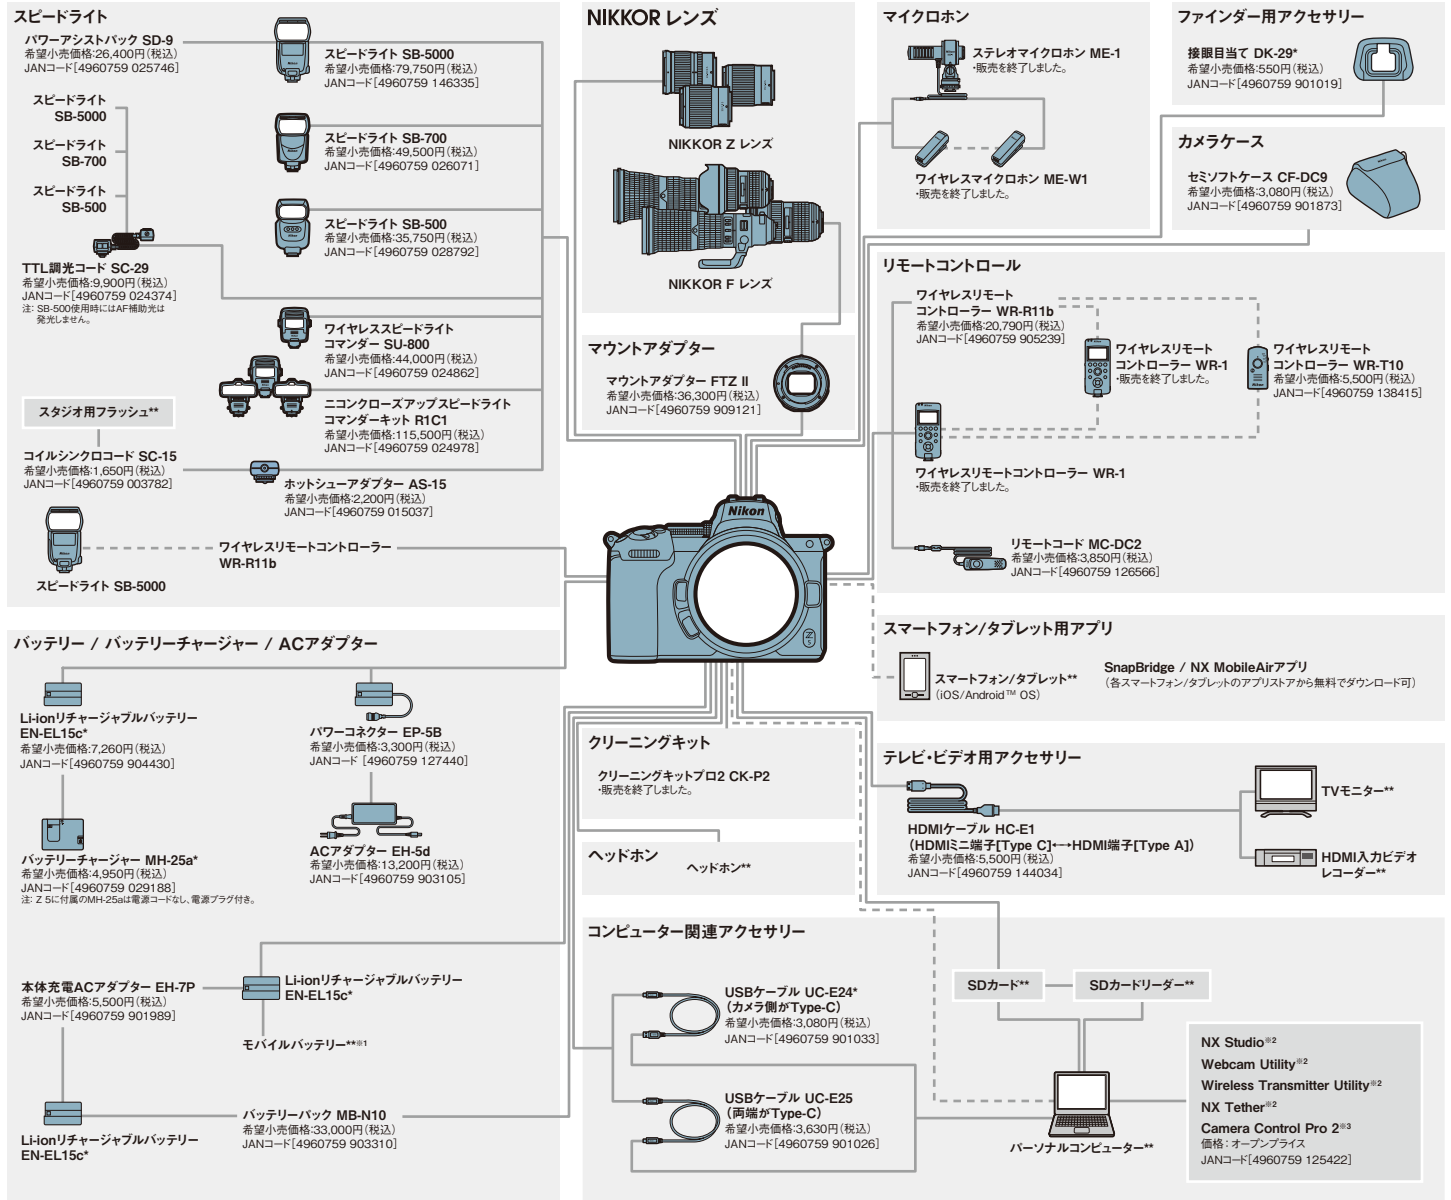 スピードライト
パワーアシストパック SD-9
希望小売価格:26,400円(税込)
JANコード[4960759 025746]
スピードライト SB-5000
希望小売価格:79,750円(税込)
JANコード[4960759 146335]
スピードライト
SB-5000
スピードライト
SB-700
スピードライト
SB-500
スピードライト SB-700
希望小売価格:49,500円(税込)
JANコード[4960759 026071]
スピードライト SB-500
希望小売価格:35,750円(税込)
JANコード[4960759 028792]
TTL調光コード SC-29
希望小売価格:9,900円(税込)
JANコード[4960759 024374]
注: SB-500使用時にはAF補助光は
発光しません。
ワイヤレススピードライト
コマンダー SU-800
希望小売価格:44,000円(税込)
JANコード[4960759 024862]
ニコンクローズアップスピードライト
コマンダーキット R1C1
希望小売価格:115,500円(税込)
JANコード[4960759 024978]
スタジオ用フラッシュ**
コイルシンクロコード SC-15
希望小売価格:1,650円(税込)
JANコード[4960759 003782]
ホットシューアダプター AS-15
希望小売価格:2,200円(税込)
JANコード[4960759 015037]
ワイヤレスリモートコントローラー
WR-R11b
スピードライト SB-5000
NIKKOR レンズ
NIKKOR Z レンズ
NIKKOR F レンズ
マウントアダプター
マウントアダプター FTZ II
希望小売価格:36,300円(税込)
JANコード[4960759 909121]
Nikon
Z
5
マイクロホン
ステレオマイクロホン ME-1
・販売を終了しました。
ワイヤレスマイクロホン ME-W1
・販売を終了しました。
ファインダー用アクセサリー
接眼目当て DK-29*
希望小売価格:550円(税込)
JANコード[4960759 901019]
カメラケース
セミソフトケース CF-DC9
希望小売価格:3,080円(税込)
JANコード[4960759 901873]
リモートコントロール
ワイヤレスリモート
コントローラー WR-R11b
希望小売価格:20,790円(税込)
JANコード[4960759 905239]
ワイヤレスリモート
コントローラー WR-1
・販売を終了しました。
ワイヤレスリモート
コントローラー WR-T10
希望小売価格:5,500円(税込)
JANコード[4960759 138415]
ワイヤレスリモートコントローラー WR-1
・販売を終了しました。
リモートコード MC-DC2
希望小売価格:3,850円(税込)
JANコード[4960759 126566]
スマートフォン/タブレット用アプリ
スマートフォン/タブレット**
(iOS/Android™ OS)
SnapBridge / NX MobileAirアプリ
(各スマートフォン/タブレットのアプリストアから無料でダウンロード可)
バッテリー / バッテリーチャージャー / ACアダプター
Li-ionリチャージャブルバッテリー
EN-EL15c*
希望小売価格:7,260円(税込)
JANコード[4960759 904430]
パワーコネクター EP-5B
希望小売価格:3,300円(税込)
JANコード [4960759 127440]
バッテリーチャージャー MH-25a*
希望小売価格:4,950円(税込)
JANコード[4960759 029188]
注: Z 5に付属のMH-25aは電源コードなし、電源プラグ付き。
ACアダプター EH-5d
希望小売価格:13,200円(税込)
JANコード[4960759 903105]
本体充電ACアダプター EH-7P
希望小売価格:5,500円(税込)
JANコード[4960759 901989]
Li-ionリチャージャブルバッテリー
EN-EL15c*
モバイルバッテリー**※1
Li-ionリチャージャブルバッテリー
EN-EL15c*
バッテリーパック MB-N10
希望小売価格:33,000円(税込)
JANコード[4960759 903310]
クリーニングキット
クリーニングキットプロ2 CK-P2
・販売を終了しました。
ヘッドホン
ヘッドホン**
テレビ・ビデオ用アクセサリー
HDMIケーブル HC-E1
(HDMIミニ端子[Type C]←→HDMI端子[Type A])
希望小売価格:5,500円(税込)
JANコード[4960759 144034]
TVモニター**
HDMI入力ビデオ
レコーダー**
コンピューター関連アクセサリー
USBケーブル UC-E24*
(カメラ側がType-C)
希望小売価格:3,080円(税込)
JANコード[4960759 901033]
USBケーブル UC-E25
(両端がType-C)
希望小売価格:3,630円(税込)
JANコード[4960759 901026]
SDカード**
SDカードリーダー**
パーソナルコンピューター**
NX Studio※2
Webcam Utility※2
Wireless Transmitter Utility※2
NX Tether※2
Camera Control Pro 2※3
価格：オープンプライス
JANコード[4960759 125422]